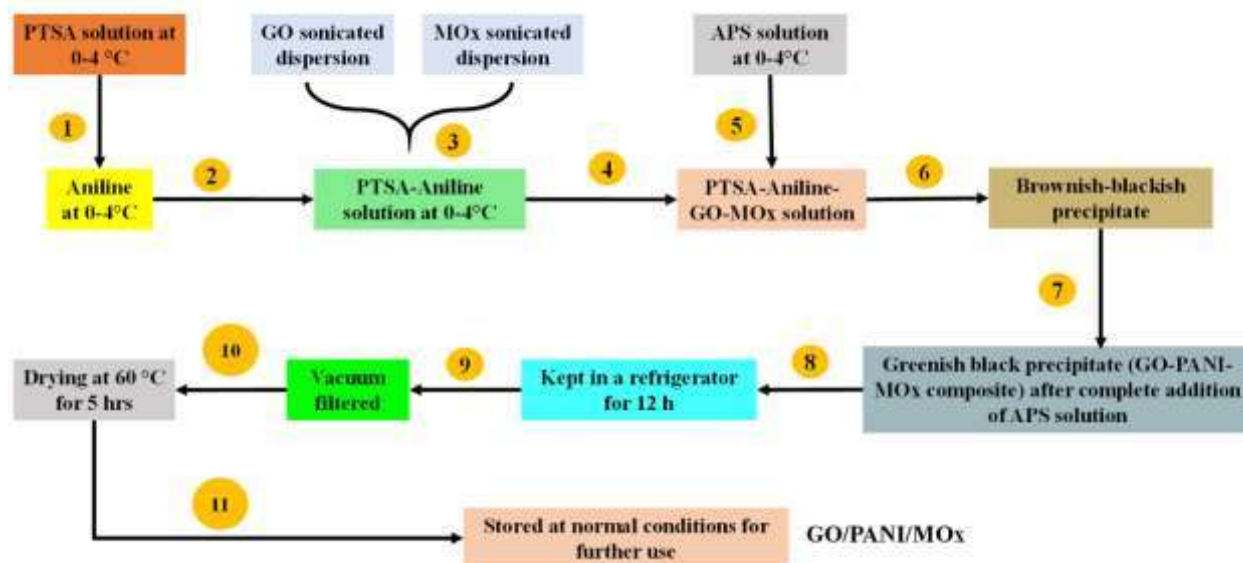 PTSA solution at
0-4 °C
GO sonicated
dispersion
MOx sonicated
dispersion
APS solution
at 0-4°C
1
3
5
2
4
6
Aniline
at 0-4°C
PTSA-Aniline
solution at 0-4°C
PTSA-Aniline-
GO-MOx solution
Brownish-blackish
precipitate
7
10
9
8
Drying at 60 °C
for 5 hrs
Vacuum
filtered
Kept in a refrigerator
for 12 h
Greenish black precipitate (GO-PANI-
MOx composite) after complete addition
of APS solution
11
Stored at normal conditions for
further use
GO/PANI/MOx